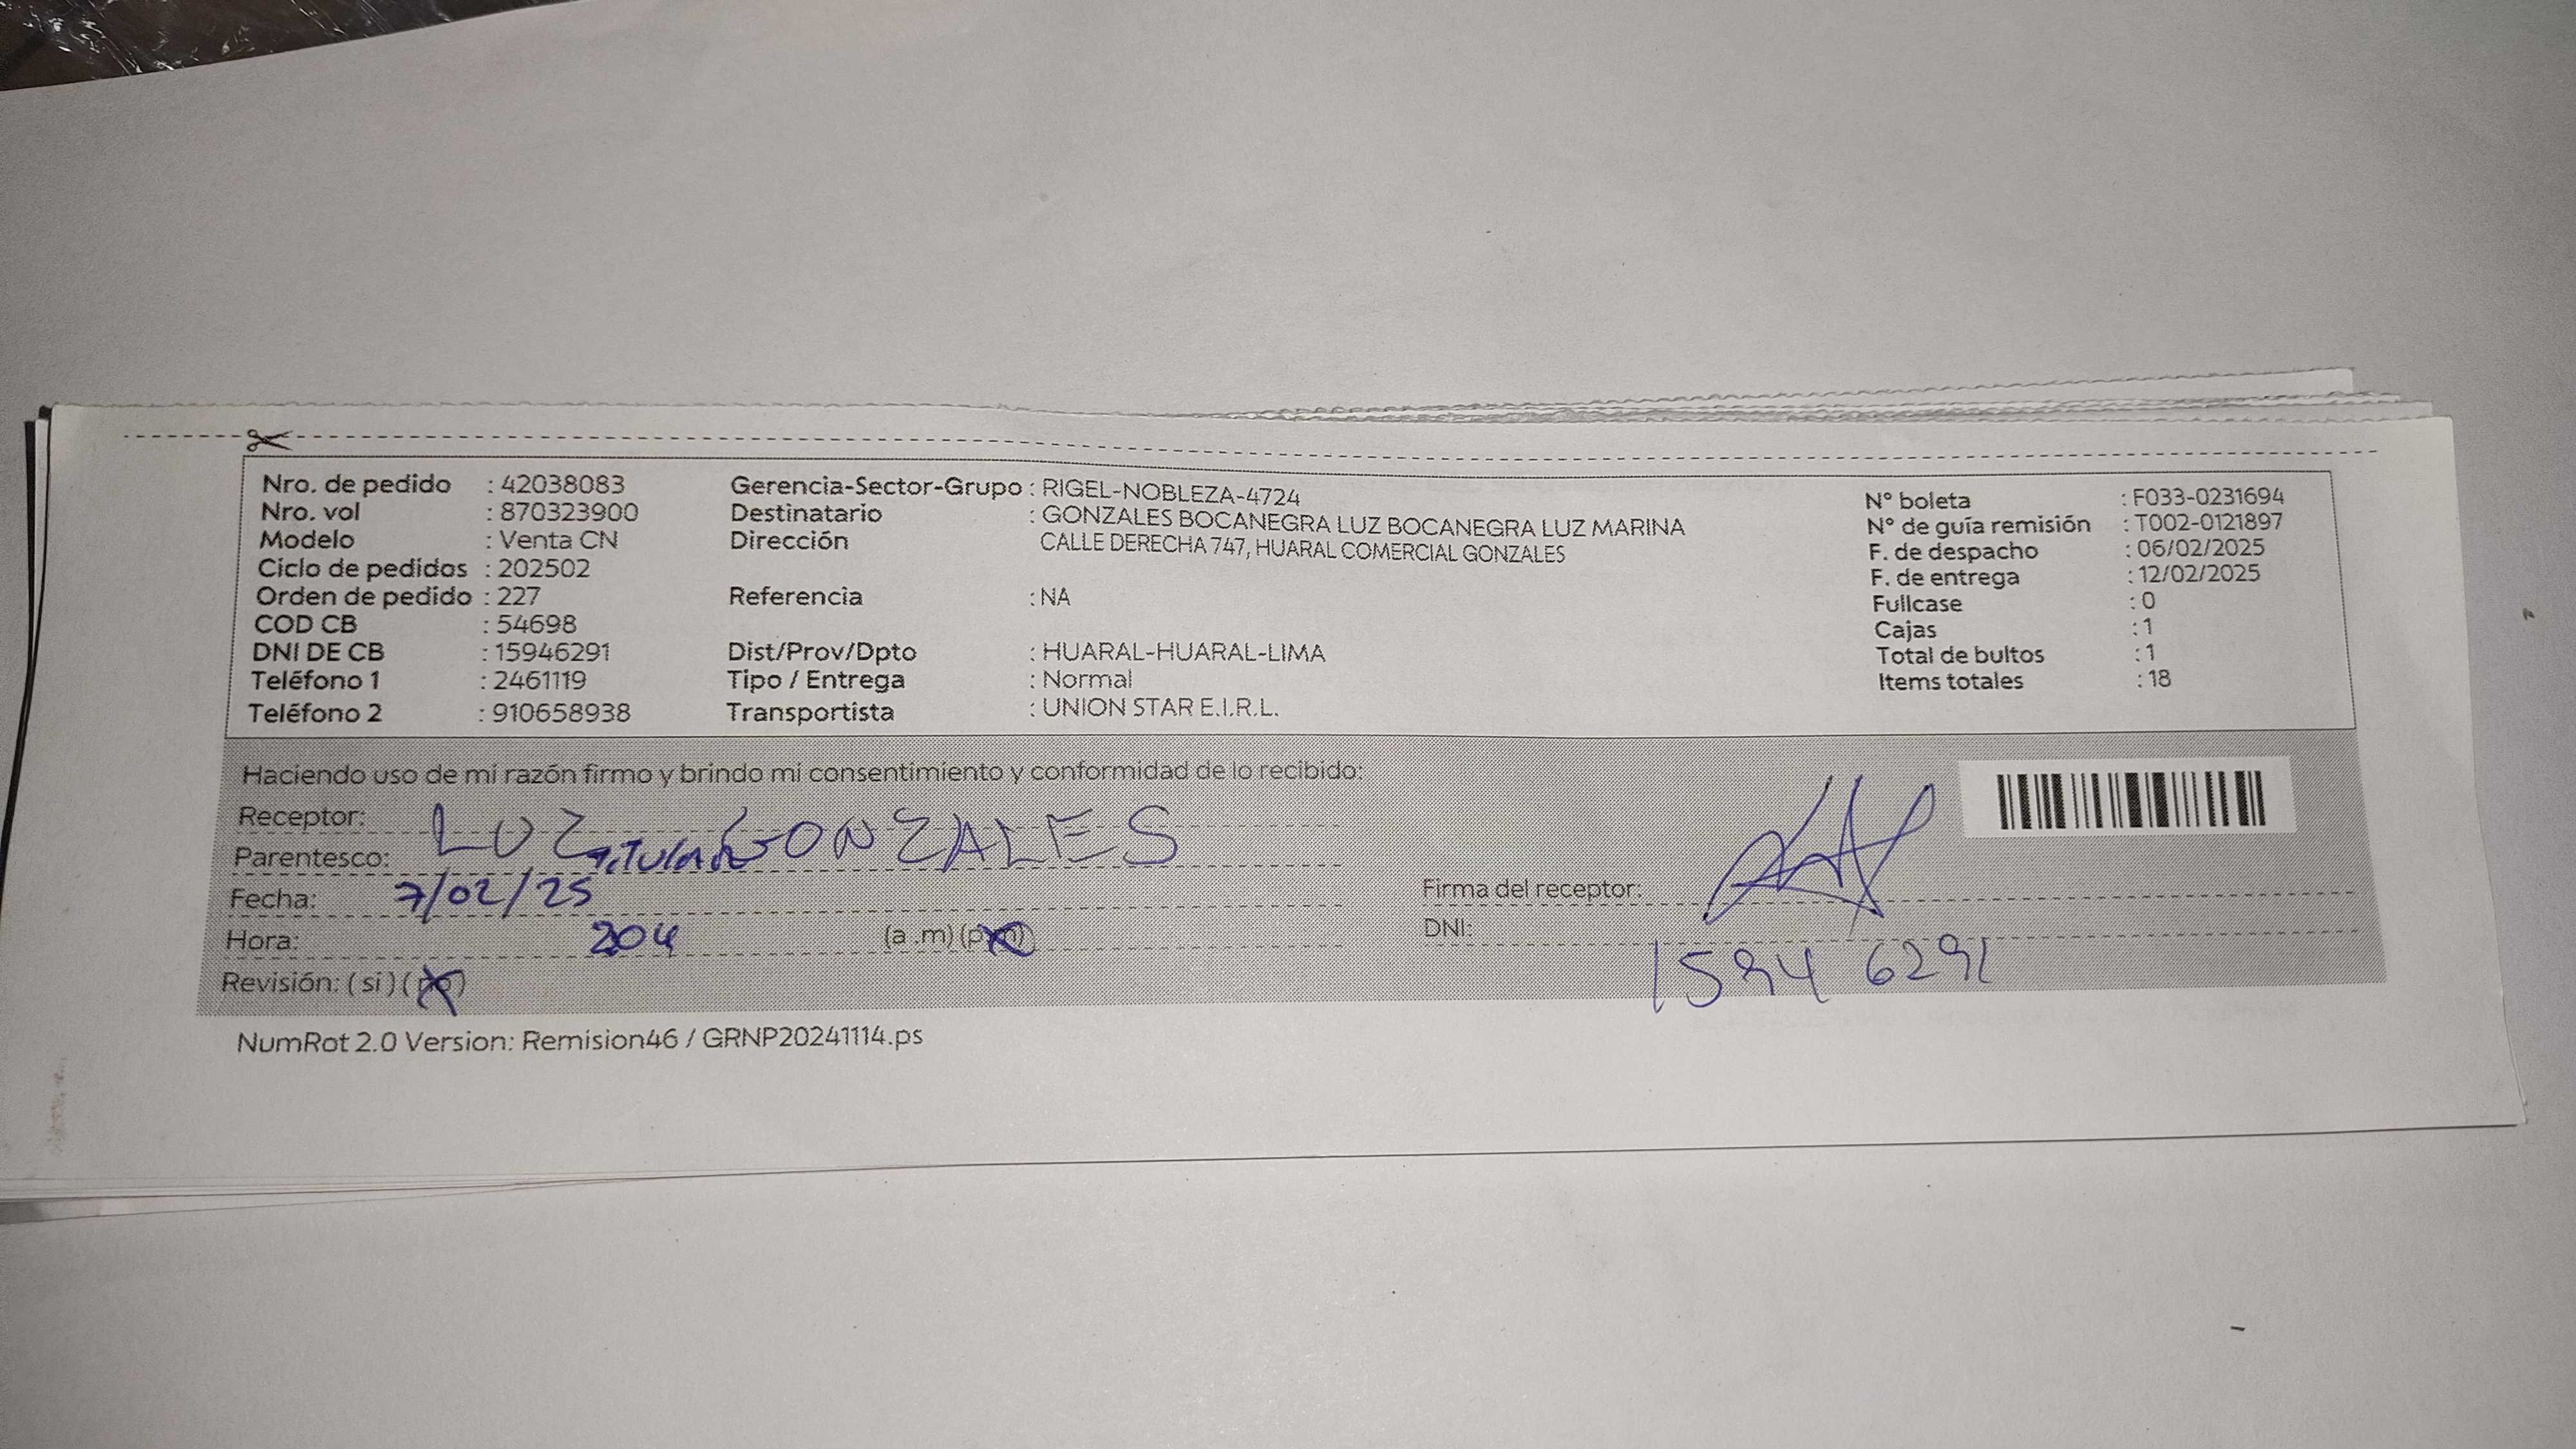 Nro. de pedido : 42038083
Nro. vol : 870323900
Modelo : Venta CN
Ciclo de pedidos : 202502
Orden de pedido : 227
COD CB : 54698
DNI DE CB : 15946291
Teléfono 1 : 2461119
Teléfono 2 : 910658938
Gerencia-Sector-Grupo : RIGEL-NOBLEZA-4724
Destinatario : GONZALES BOCANEGRA LUZ BOCANEGRA LUZ MARINA
Dirección CALLE DERECHA 747, HUARAL COMERCIAL GONZALES
Referencia : NA
Dist/Prov/Dpto : HUARAL-HUARAL-LIMA
Tipo / Entrega : Normal
Transportista : UNION STAR E.I.R.L.
N° boleta : F033-0231694
N° de guía remisión : T002-0121897
F. de despacho : 06/02/2025
F. de entrega : 12/02/2025
Fullcase : 0
Cajas : 1
Total de bultos : 1
Items totales : 18
Haciendo uso de mi razón firmo y brindo mi consentimiento y conformidad de lo recibido:
Receptor: LUZ GONZALES
Parentesco: Titular
Fecha: 7/02/25
Hora: 204 (a .m) (p.m)
Revisión: ( si ) ( no )
Firma del receptor:
DNI: 15946291
NumRot 2.0 Version: Remision46 / GRNP20241114.ps